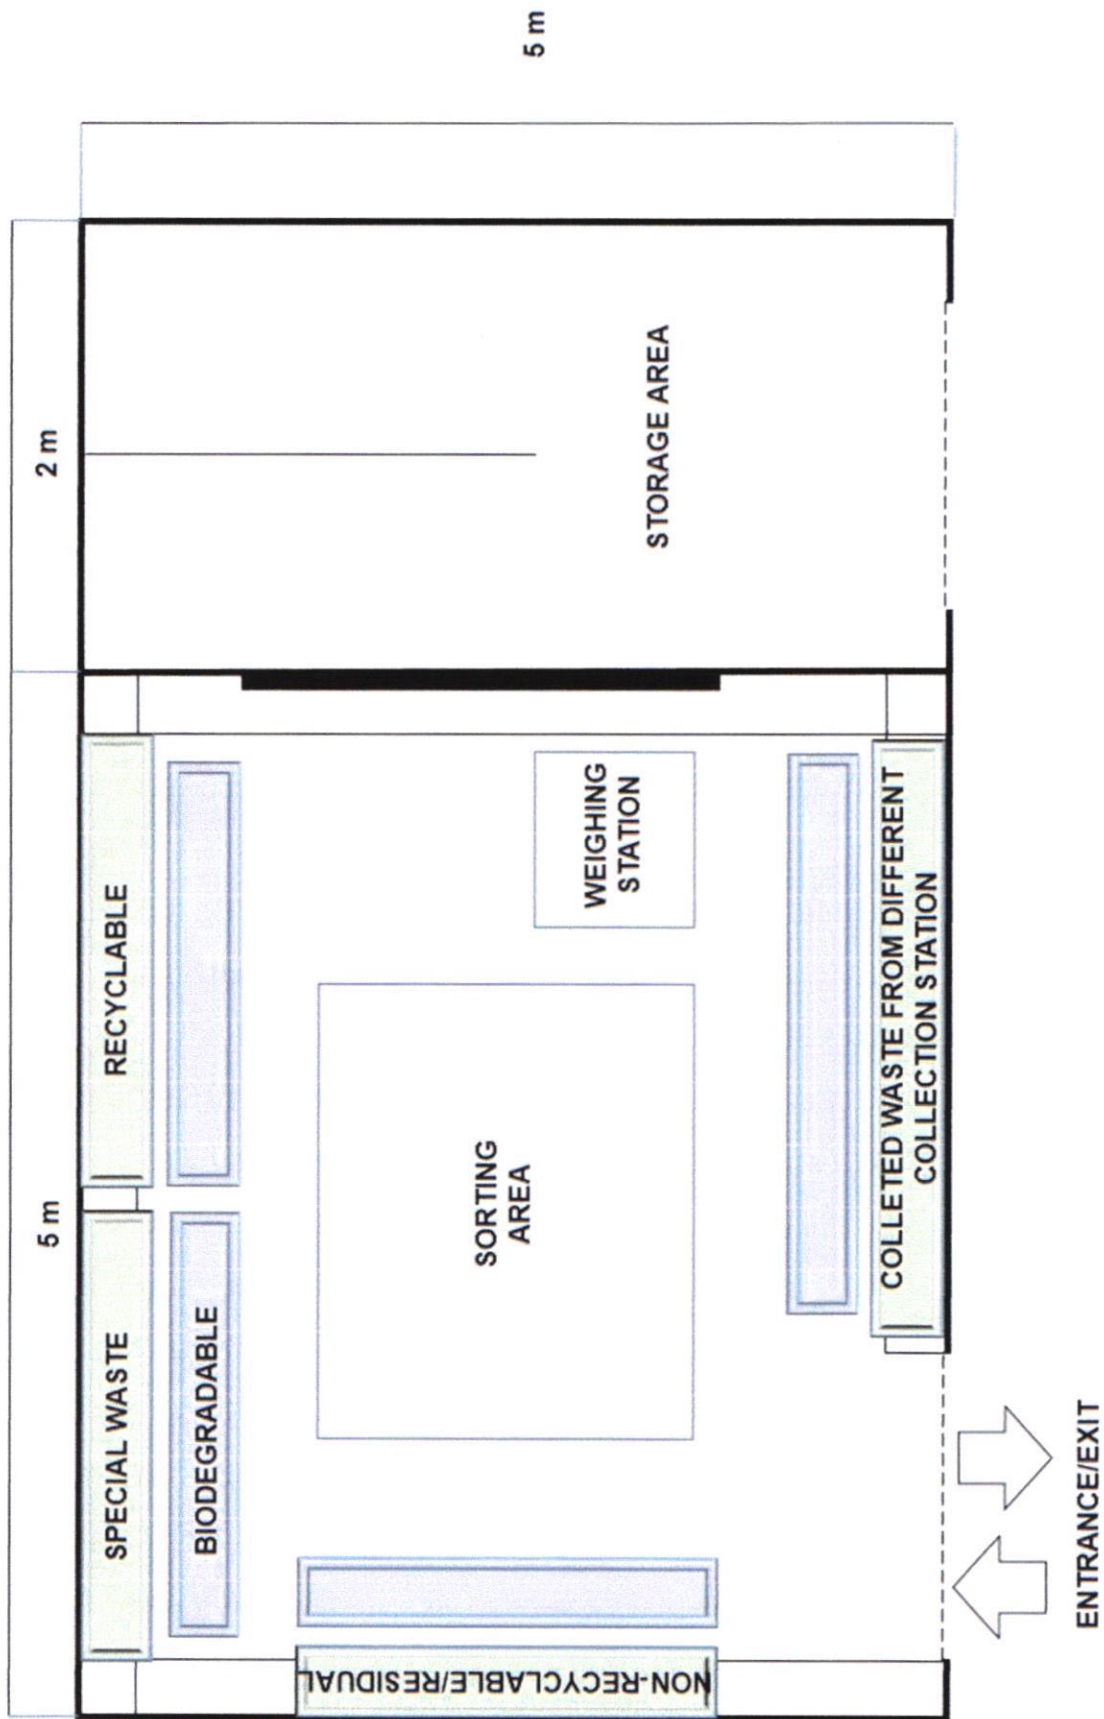 5 m
2 m
5 m
SPECIAL WASTE
RECYCLABLE
BIODEGRADABLE
SORTING
AREA
WEIGHING
STATION
STORAGE AREA
NON-RECYCLABLE/RESIDUAL
COLLETED WASTE FROM DIFFERENT
COLLECTION STATION
ENTRANCE/EXIT